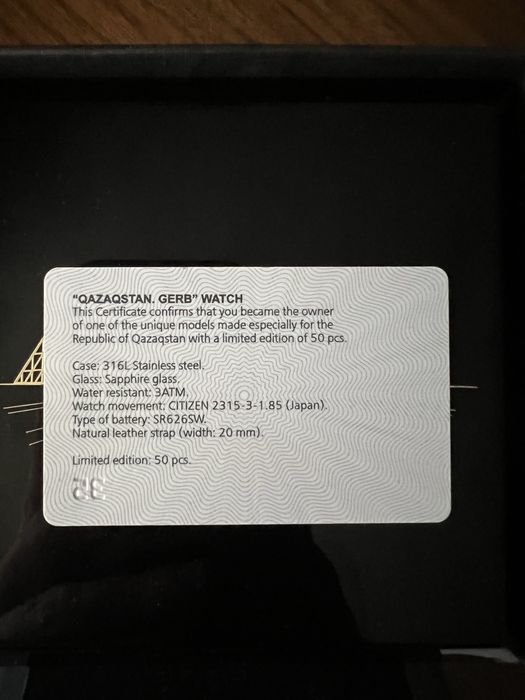 "QAZAQSTAN. GERB" WATCH
This Certificate confirms that you became the owner
of one of the unique models made especially for the
Republic of Qazaqstan with a limited edition of 50 pcs.
Case: 316L Stainless steel.
Glass: Sapphire glass.
Water resistant: 3ATM.
Watch movement: CITIZEN 2315-3-1.85 (Japan).
Type of battery: SR626SW.
Natural leather strap (width: 20 mm).
Limited edition: 50 pcs.